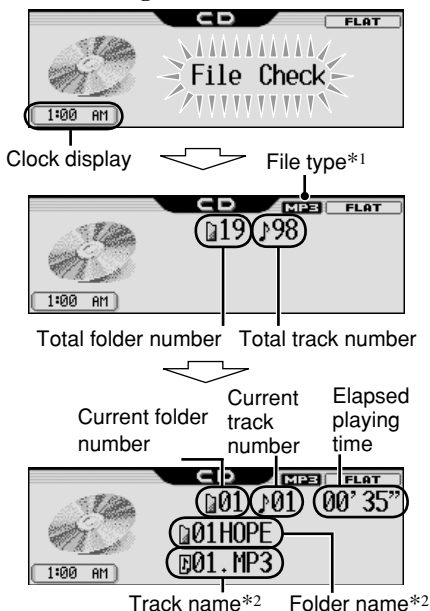 CD FLAT
File Check
1:00 AM
Clock display
File type*1
CD MP3 FLAT
19 98
1:00 AM
Total folder number Total track number
Current folder number
Current track number
Elapsed playing time
CD MP3 FLAT
01 01 00'35"
01HOPE
01.MP3
1:00 AM
Track name*2 Folder name*2